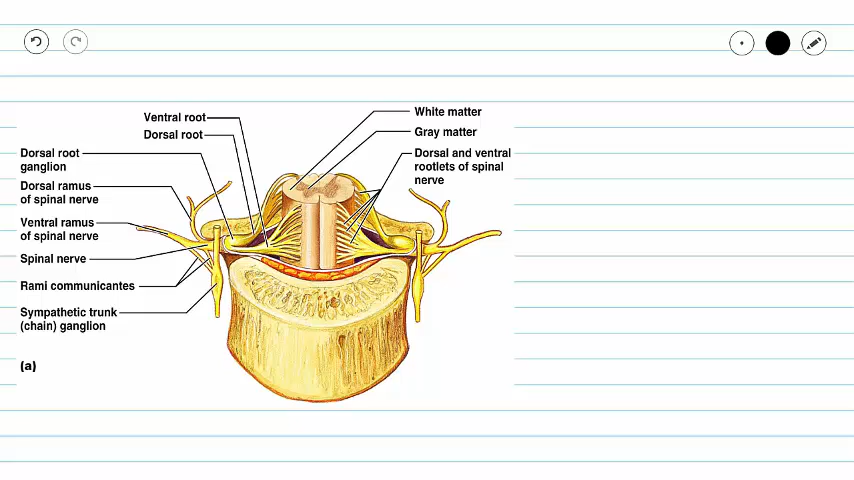 Ventral root
Dorsal root
Dorsal root
ganglion
Dorsal ramus
of spinal nerve
Ventral ramus
of spinal nerve
Spinal nerve
Rami communicantes
Sympathetic trunk
(chain) ganglion
White matter
Gray matter
Dorsal and ventral
rootlets of spinal
nerve
(a)